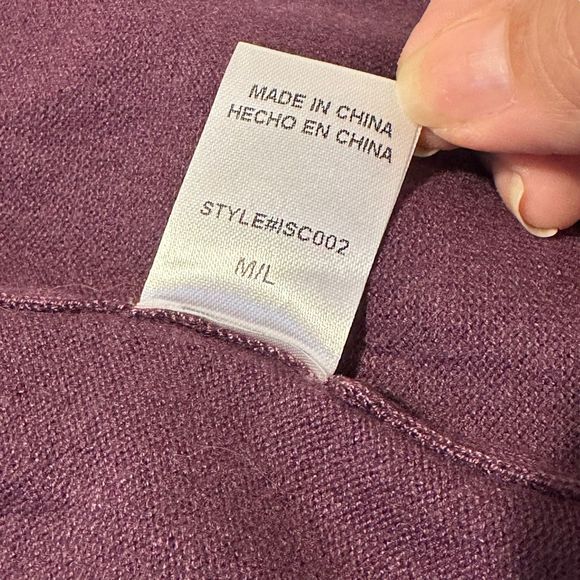 MADE IN CHINA
HECHO EN CHINA
STYLE#ISC002
M/L